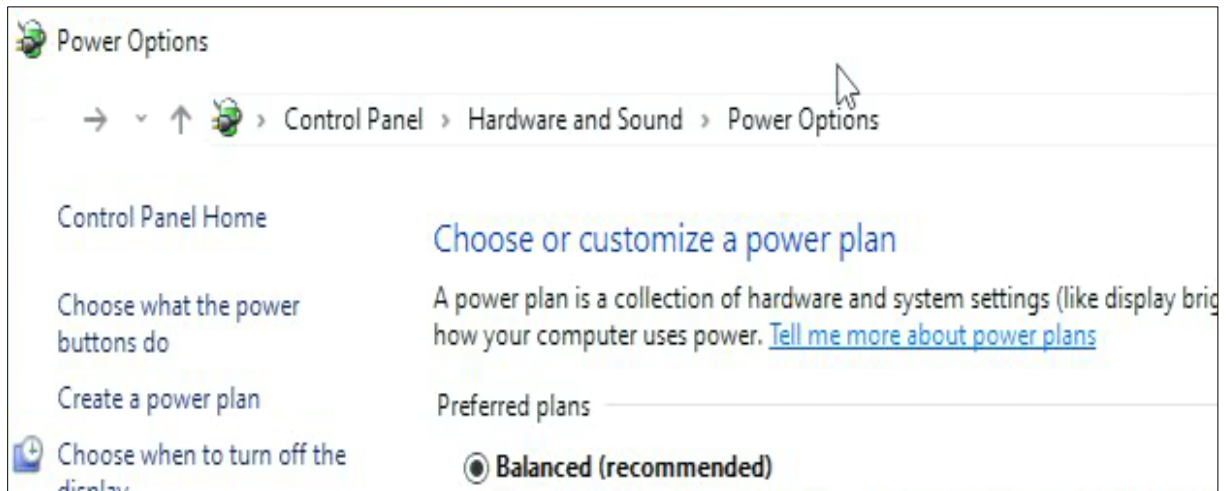 Power Options
Control Panel > Hardware and Sound > Power Options
Control Panel Home
Choose what the power
buttons do
Create a power plan
Choose when to turn off the
display
Choose or customize a power plan
A power plan is a collection of hardware and system settings (like display brig
how your computer uses power. Tell me more about power plans
Preferred plans
Balanced (recommended)